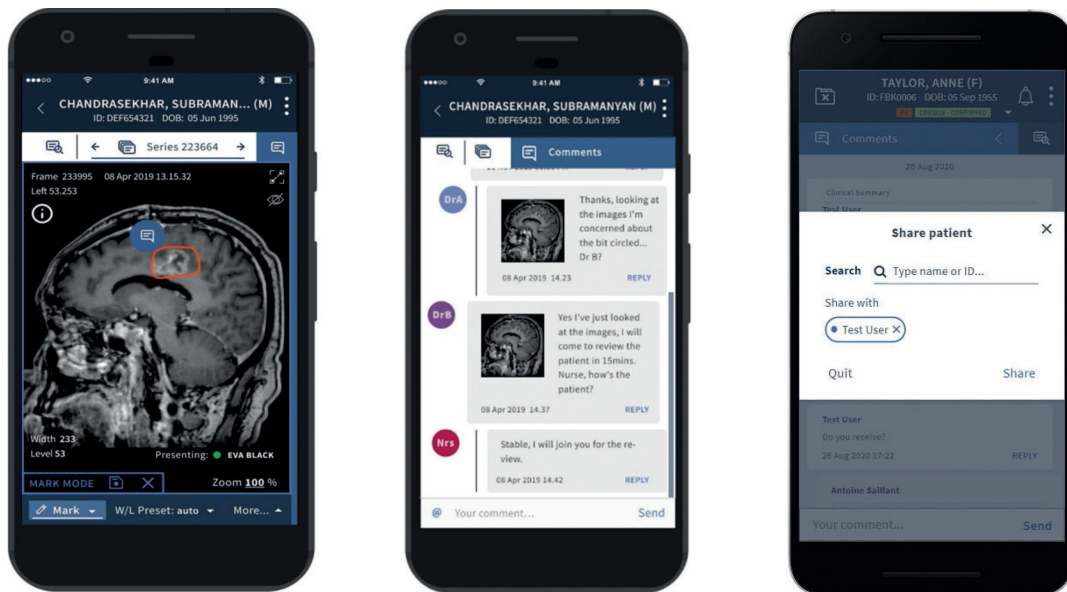 9:41 AM
CHANDRASEKHAR, SUBRAMAN... (M)
ID: DEF654321 DOB: 05 Jun 1995
Series 223664
Frame 233995 08 Apr 2019 13.15.32
Left 53.253
Width 233
Level 53
Presenting: EVA BLACK
MARK MODE
Zoom 100 %
Mark
W/L Preset: auto
More...
9:41 AM
CHANDRASEKHAR, SUBRAMANYAN (M)
ID: DEF654321 DOB: 05 Jun 1995
Comments
DrA
Thanks, looking at
the images I'm
concerned about
the bit circled...
Dr B?
08 Apr 2019 14.23
REPLY
DrB
Yes I've just looked
at the images, I will
come to review the
patient in 15mins.
Nurse, how's the
patient?
08 Apr 2019 14.37
REPLY
Nrs
Stable, I will join you for the re-
view.
08 Apr 2019 14.42
REPLY
@ Your comment...
Send
TAYLOR, ANNE (F)
ID: FBK0006 DOB: 05 Sep 1955
COVID19 - CONFIRMED
Comments
26 Aug 2020
Clinical Summary
Test User
Share patient
Search
Type name or ID...
Share with
Test User
Quit
Share
Test User
Do you receive?
26 Aug 2020 17:22
REPLY
Antoine Saillant
Your comment...
Send